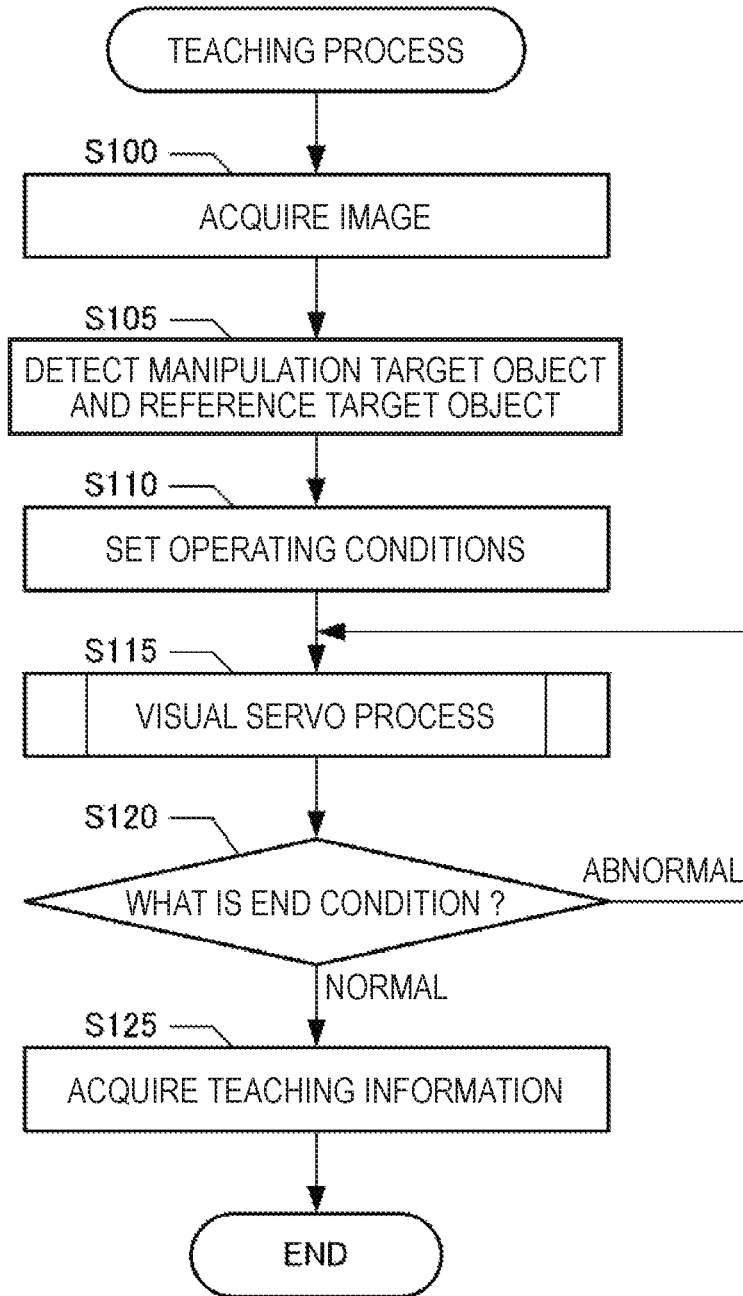 TEACHING PROCESS
S100
ACQUIRE IMAGE
S105
DETECT MANIPULATION TARGET OBJECT
AND REFERENCE TARGET OBJECT
S110
SET OPERATING CONDITIONS
S115
VISUAL SERVO PROCESS
S120
WHAT IS END CONDITION ?
ABNORMAL
NORMAL
S125
ACQUIRE TEACHING INFORMATION
END